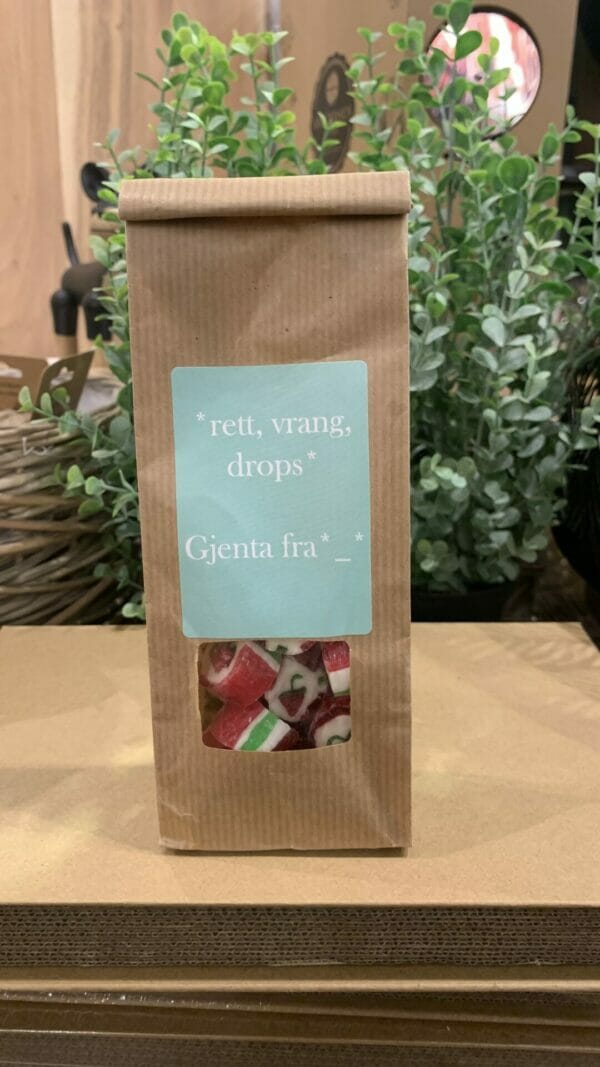 *rett, vrang,
drops*
Gjenta fra*_*